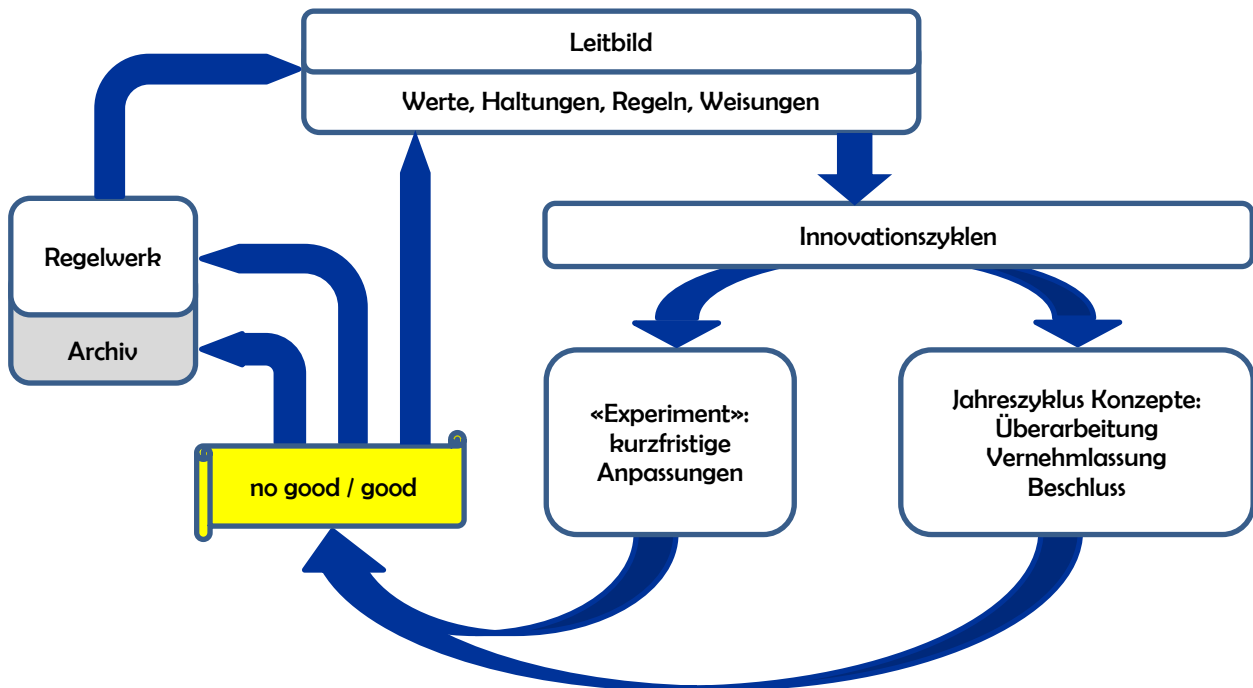 Leitbild
Werte, Haltungen, Regeln, Weisungen
Regelwerk
Archiv
Innovationszyklen
«Experiment»:
kurzfristige
Anpassungen
Jahreszyklus Konzepte:
Überarbeitung
Vernehmlassung
Beschluss
no good / good